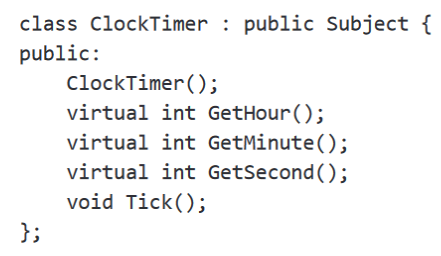 class ClockTimer : public Subject {
public:
    ClockTimer();
    virtual int GetHour();
    virtual int GetMinute();
    virtual int GetSecond();
    void Tick();
};